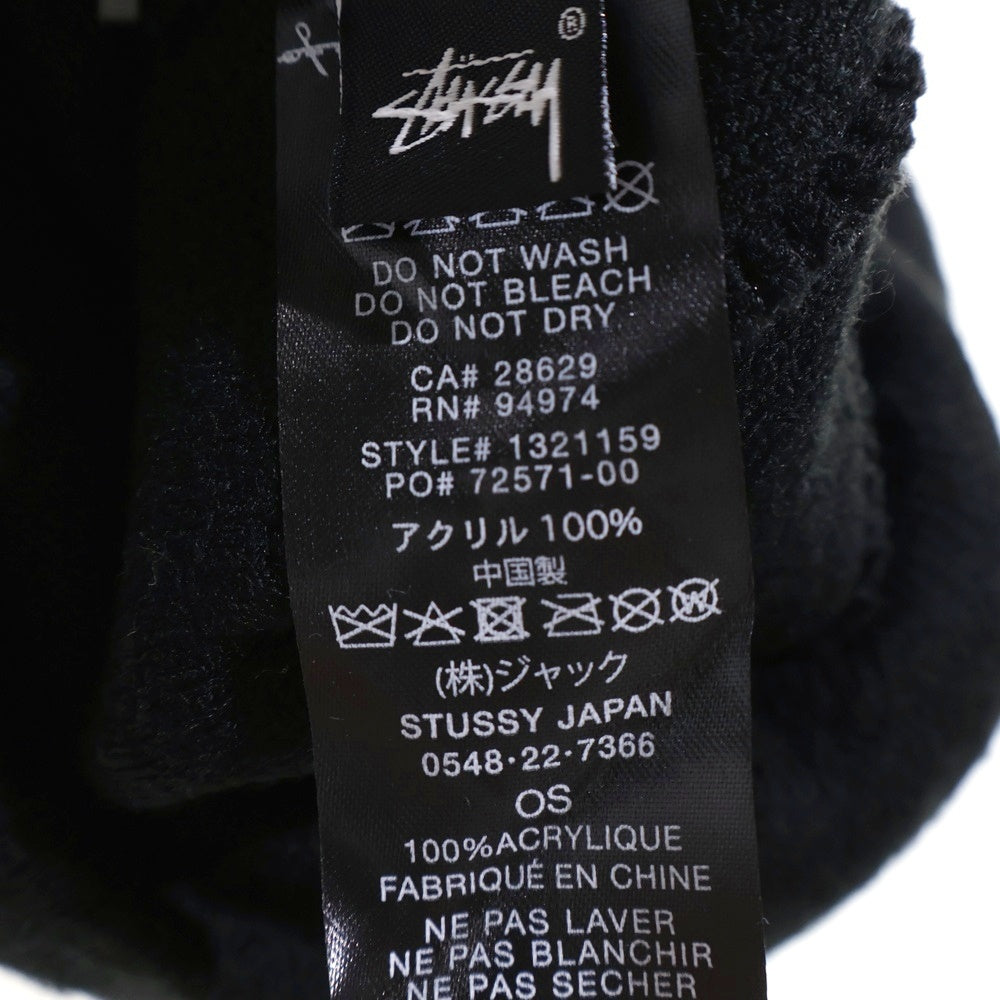 STÜSSY ®
DO NOT WASH
DO NOT BLEACH
DO NOT DRY
CA# 28629
RN# 94974
STYLE# 1321159
PO# 72571-00
アクリル 100%
中国製
W
(株)ジャック
STUSSY JAPAN
0548・22・7366
OS
100%ACRYLIQUE
FABRIQUÉ EN CHINE
NE PAS LAVER
NE PAS BLANCHIR
NE PAS SECHER